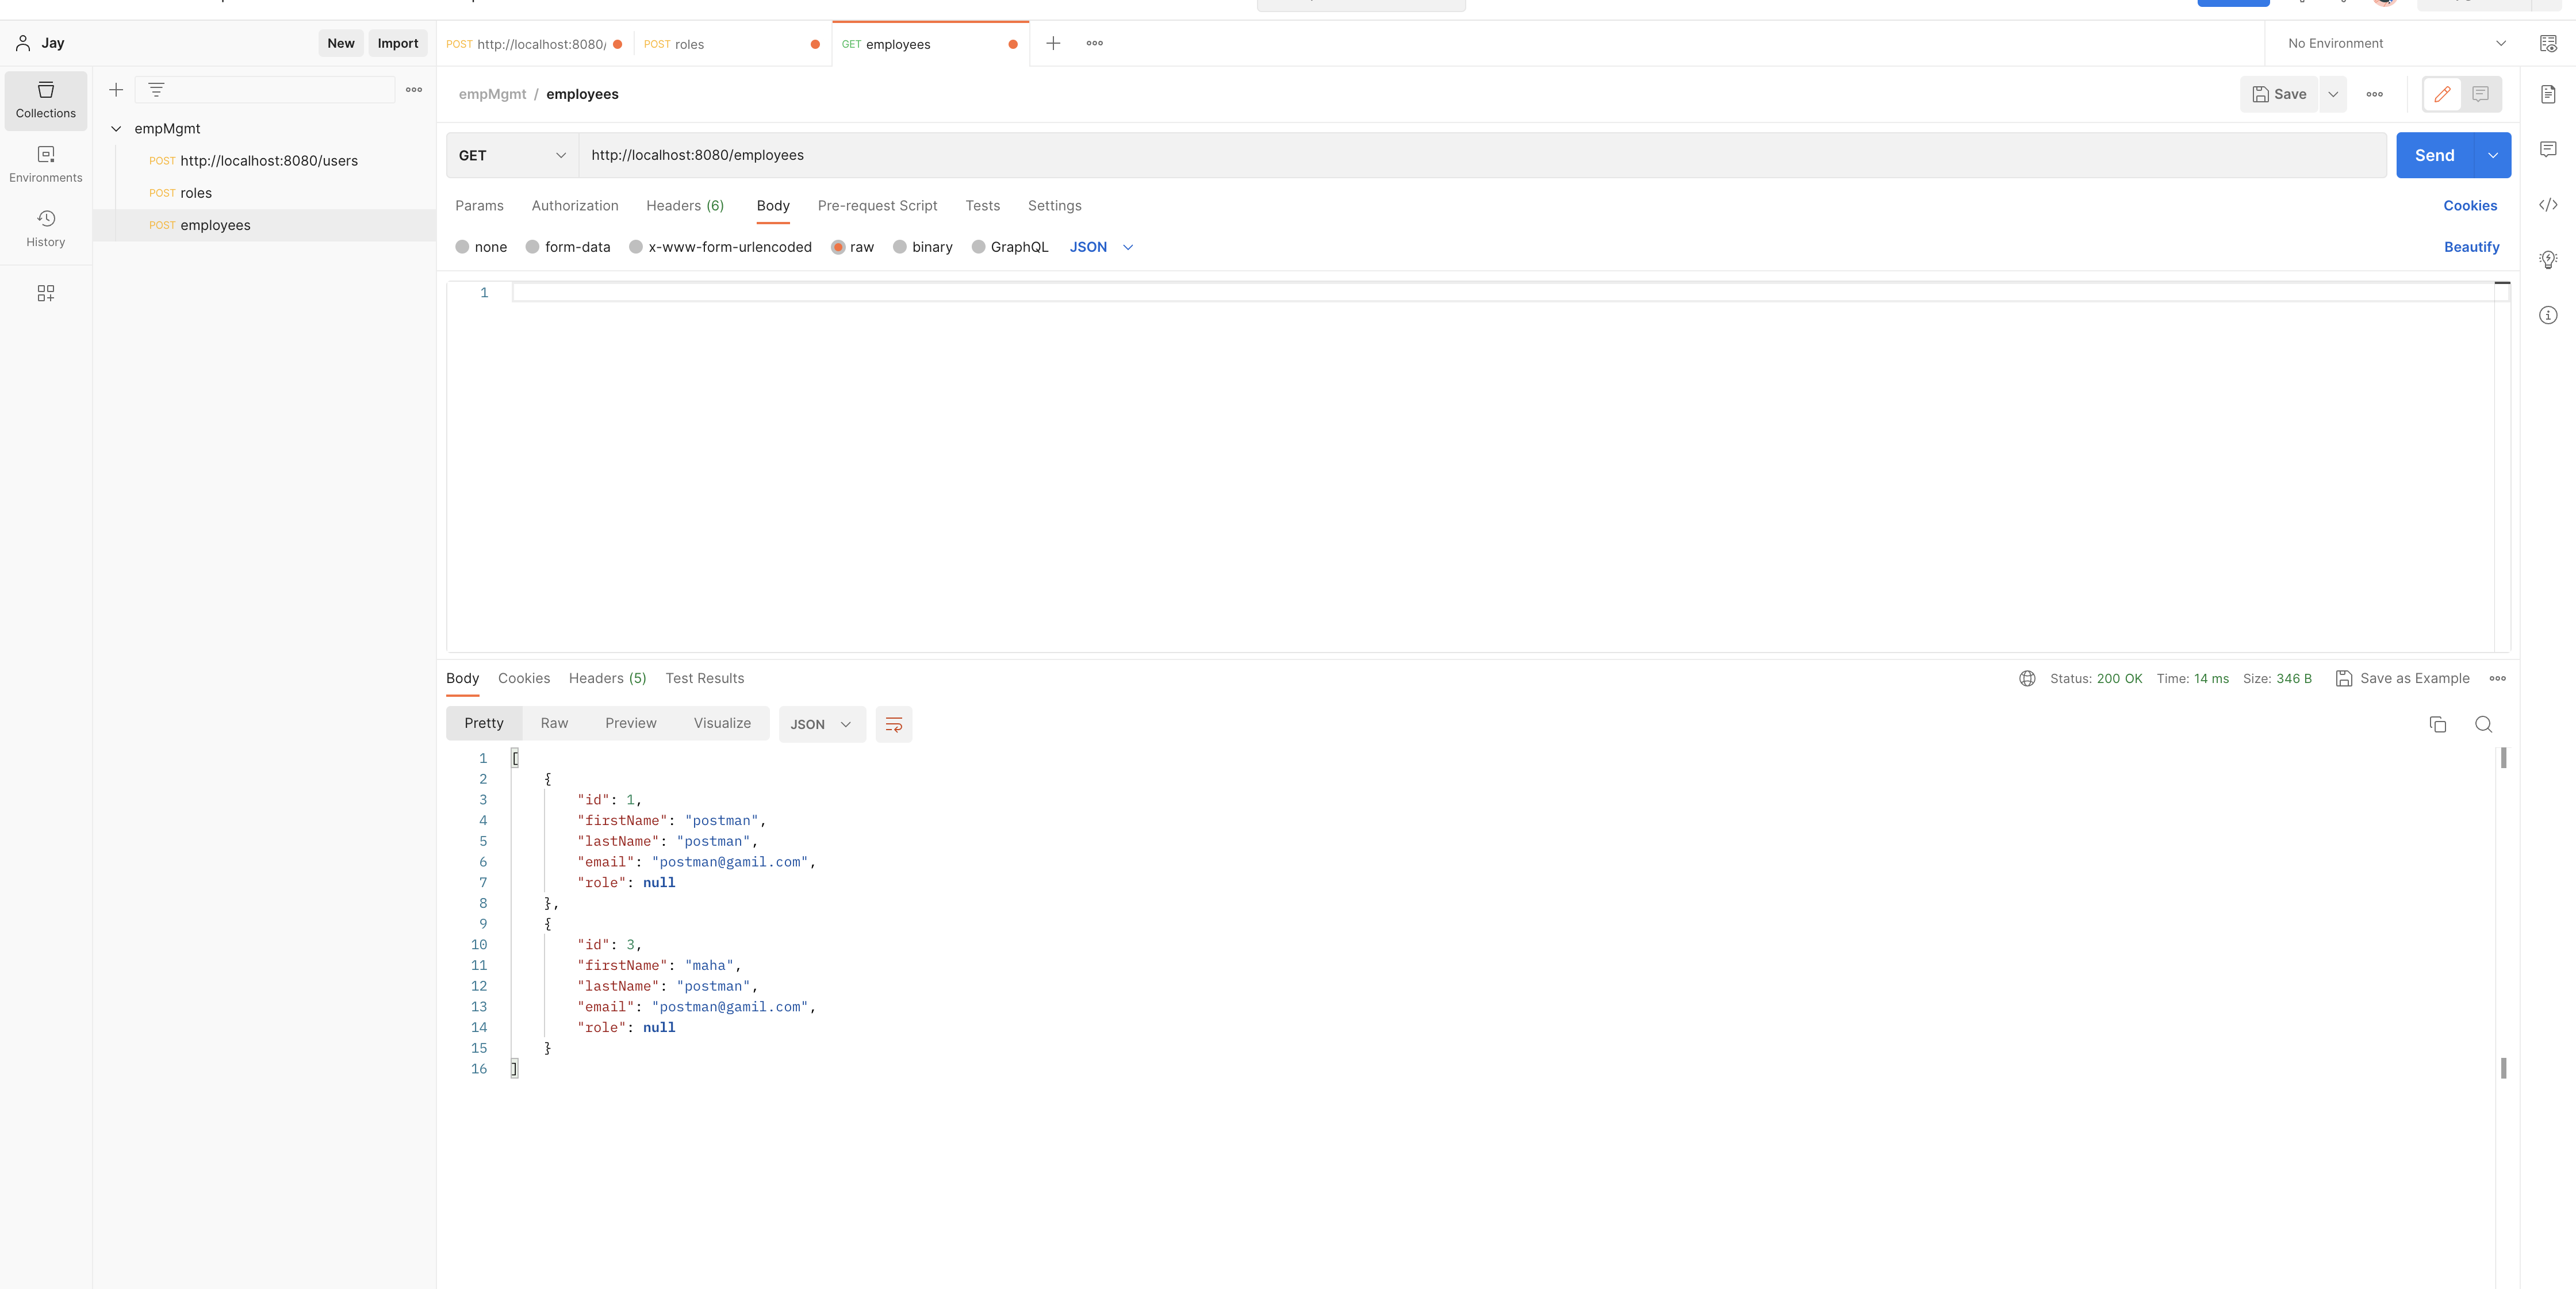 Jay
New
Import
POST http://localhost:8080/
POST roles
GET employees
No Environment
Collections
Environments
History
empMgmt
POST http://localhost:8080/users
POST roles
POST employees
empMgmt / employees
Save
GET http://localhost:8080/employees
Send
Params Authorization Headers (6) Body Pre-request Script Tests Settings
Cookies
none form-data x-www-form-urlencoded raw binary GraphQL JSON
Beautify
1
Body Cookies Headers (5) Test Results
Status: 200 OK Time: 14 ms Size: 346 B Save as Example
Pretty Raw Preview Visualize JSON
1 [
2 {
3 "id": 1,
4 "firstName": "postman",
5 "lastName": "postman",
6 "email": "postman@gamil.com",
7 "role": null
8 },
9 {
10 "id": 3,
11 "firstName": "maha",
12 "lastName": "postman",
13 "email": "postman@gamil.com",
14 "role": null
15 }
16 ]